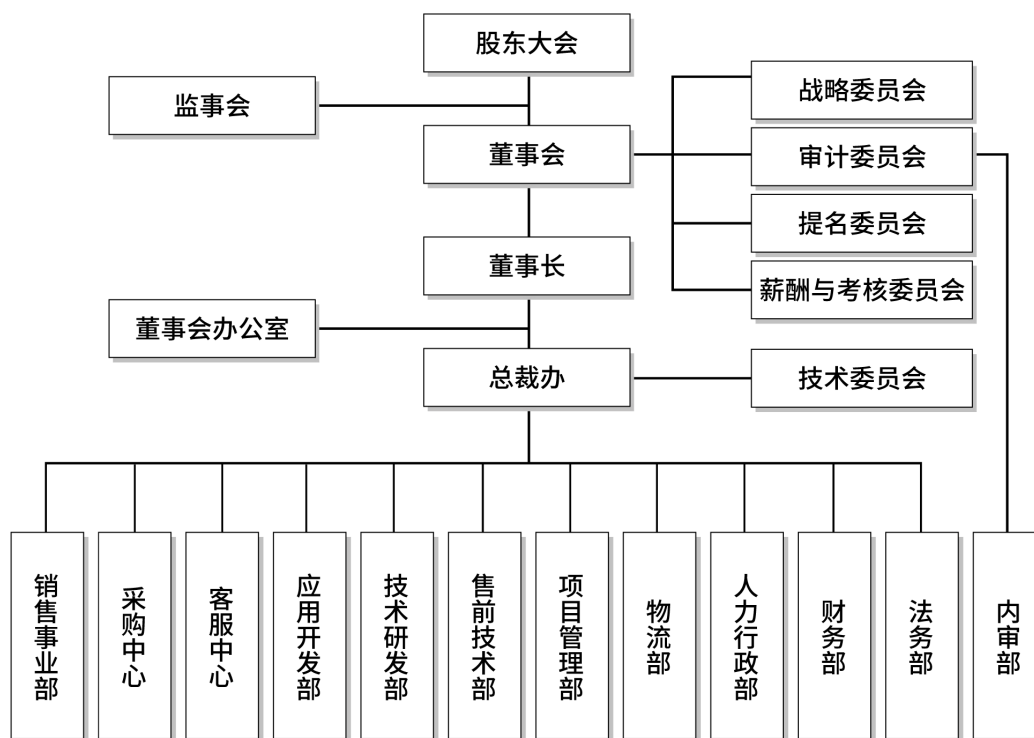 股东大会
监事会
战略委员会
董事会
审计委员会
提名委员会
董事长
薪酬与考核委员会
董事会办公室
总裁办
技术委员会
销售事业部
采购中心
客服中心
应用开发部
技术研发部
售前技术部
项目管理部
物流部
人力行政部
财务部
法务部
内审部